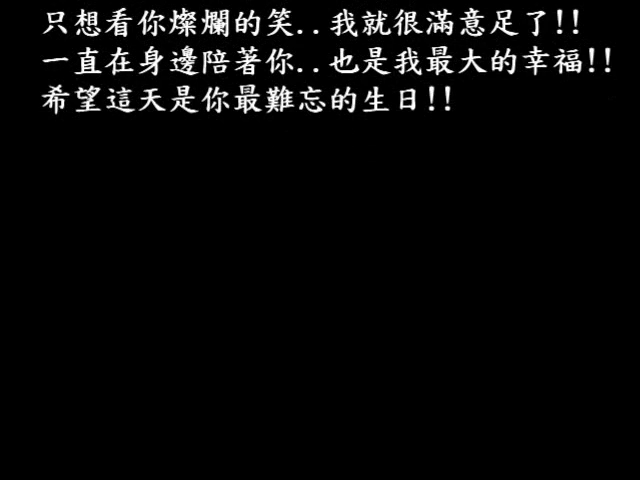 只想看你燦爛的笑..我就很滿意足了!!
一直在身邊陪著你..也是我最大的幸福!!
希望這天是你最難忘的生日!!